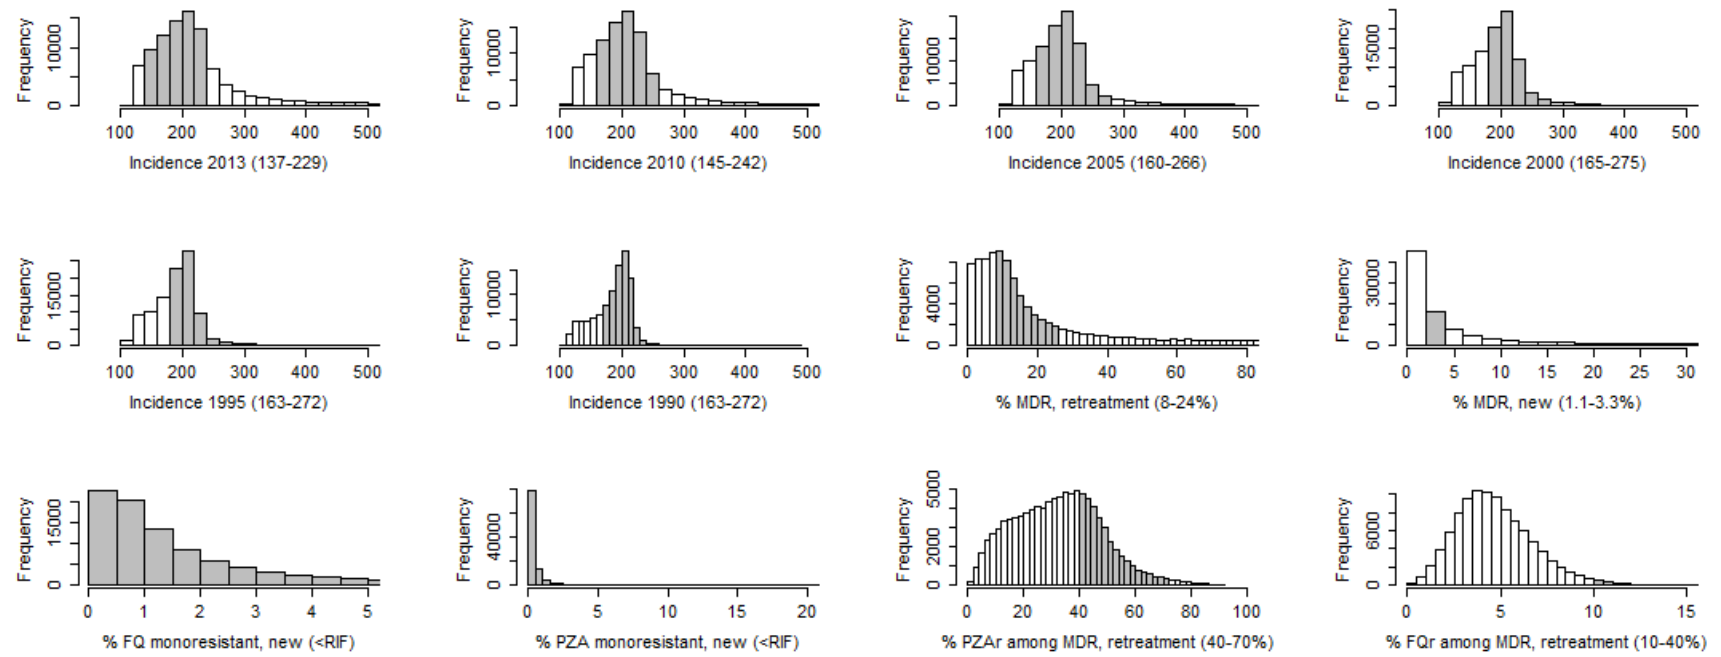 Frequency
0 10000
100 200 300 400 500
Incidence 2013 (137-229)
Frequency
0 10000
100 200 300 400 500
Incidence 2010 (145-242)
Frequency
0 10000
100 200 300 400 500
Incidence 2005 (160-266)
Frequency
0 15000
100 200 300 400 500
Incidence 2000 (165-275)
Frequency
0 15000
100 200 300 400 500
Incidence 1995 (163-272)
Frequency
0 10000
100 200 300 400 500
Incidence 1990 (163-272)
Frequency
0 4000
0 20 40 60 80
% MDR, retreatment (8-24%)
Frequency
0 30000
0 5 10 15 20 25 30
% MDR, new (1.1-3.3%)
Frequency
0 15000
0 1 2 3 4 5
% FQ monoresistant, new (<RIF)
Frequency
0 40000
0 5 10 15 20
% PZA monoresistant, new (<RIF)
Frequency
0 2000 5000
0 20 40 60 80 100
% PZAr among MDR, retreatment (40-70%)
Frequency
0 6000
0 5 10 15
% FQr among MDR, retreatment (10-40%)